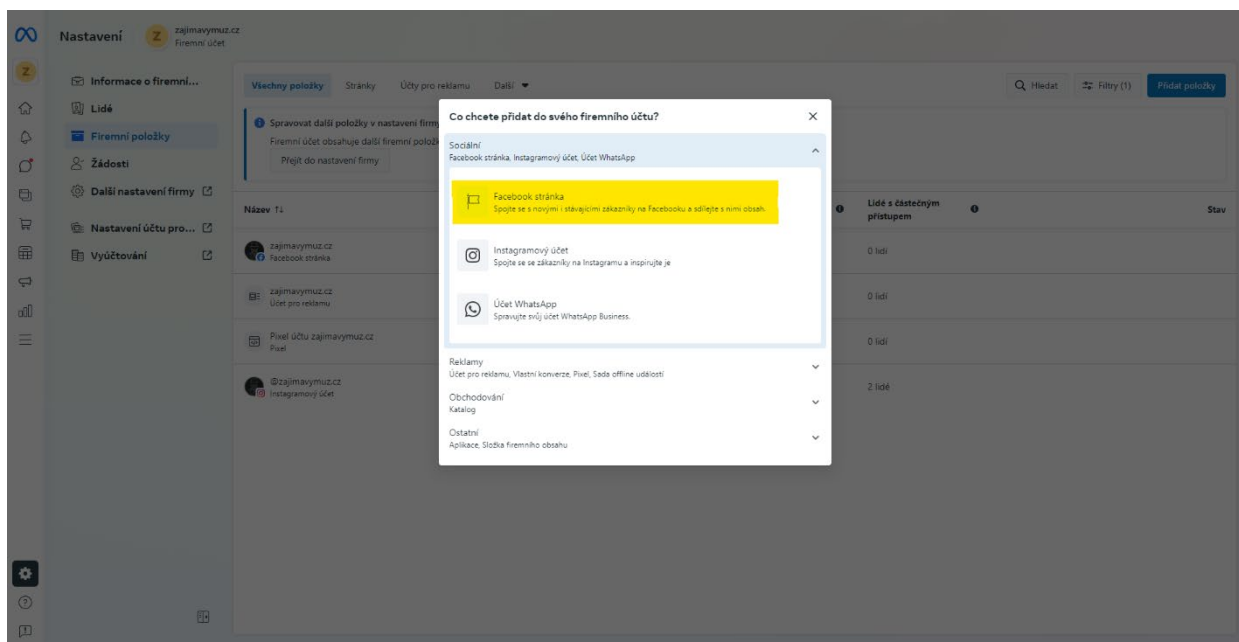 Nastavení
Z
zajimavymuz.cz
Firemní účet
Z
Informace o firemní...
Lidé
Firemní položky
Žádosti
Další nastavení firmy
Nastavení účtu pro...
Vyúčtování
Všechny položky Stránky Účty pro reklamu Další
Hledat Filtry (1) Přidat položky
Spravovat další položky v nastavení firmy
Firemní účet obsahuje další firemní polož
Přejít do nastavení firmy
Název ↑↓
Lidé s částečným
přístupem
Stav
zajimavymuz.cz
Facebook stránka
0 lidí
zajimavymuz.cz
Účet pro reklamu
0 lidí
Pixel účtu zajimavymuz.cz
Pixel
0 lidí
@zajimavymuz.cz
Instagramový účet
2 lidé
Co chcete přidat do svého firemního účtu?
Sociální
Facebook stránka, Instagramový účet, Účet WhatsApp
Facebook stránka
Spojte se s novými i stávajícími zákazníky na Facebooku a sdílejte s nimi obsah.
Instagramový účet
Spojte se se zákazníky na Instagramu a inspirujte je
Účet WhatsApp
Spravujte svůj účet WhatsApp Business.
Reklamy
Účet pro reklamu, Vlastní konverze, Pixel, Sada offline událostí
Obchodování
Katalog
Ostatní
Aplikace, Složka firemního obsahu